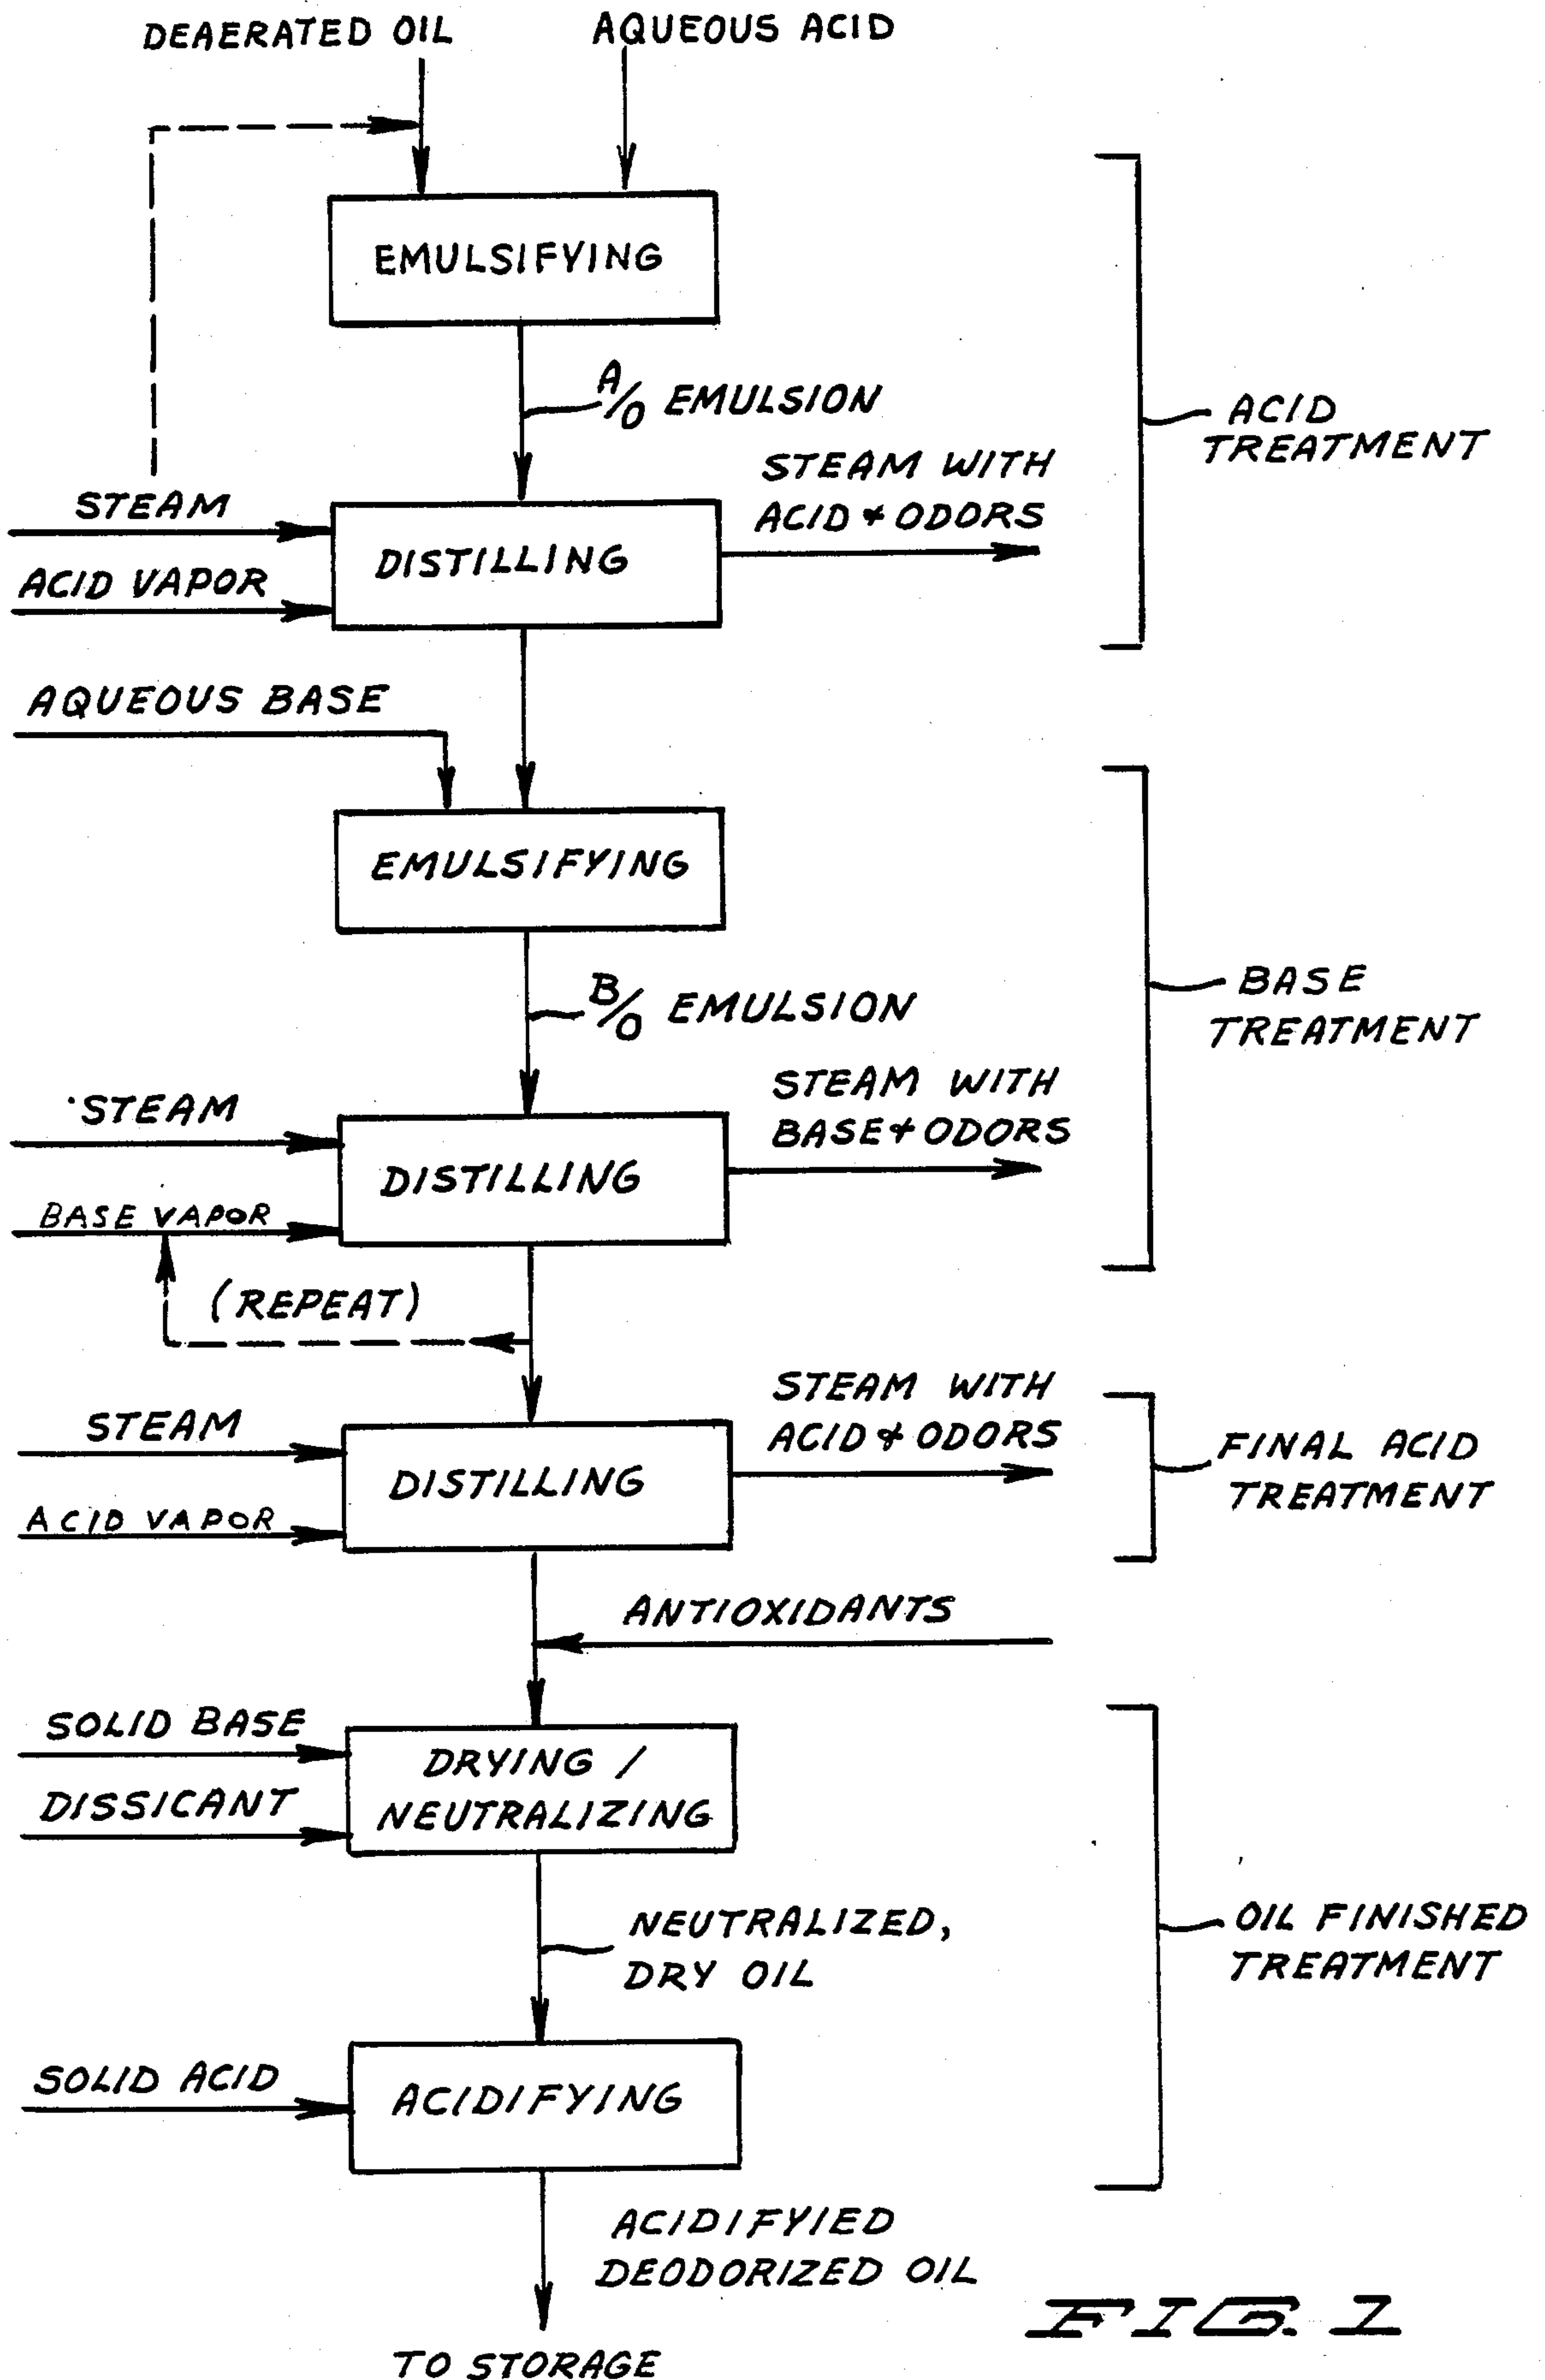 DEAERATED OIL
AQUEOUS ACID
EMULSIFYING
A/O EMULSION
ACID
TREATMENT
STEAM
ACID VAPOR
DISTILLING
STEAM WITH
ACID & ODORS
AQUEOUS BASE
EMULSIFYING
B/O EMULSION
BASE
TREATMENT
STEAM
BASE VAPOR
DISTILLING
STEAM WITH
BASE & ODORS
(REPEAT)
STEAM
ACID VAPOR
DISTILLING
STEAM WITH
ACID & ODORS
FINAL ACID
TREATMENT
ANTIOXIDANTS
SOLID BASE
DISSICANT
DRYING /
NEUTRALIZING
NEUTRALIZED,
DRY OIL
OIL FINISHED
TREATMENT
SOLID ACID
ACIDIFYING
ACIDIFYIED
DEODORIZED OIL
TO STORAGE
FIG. 1